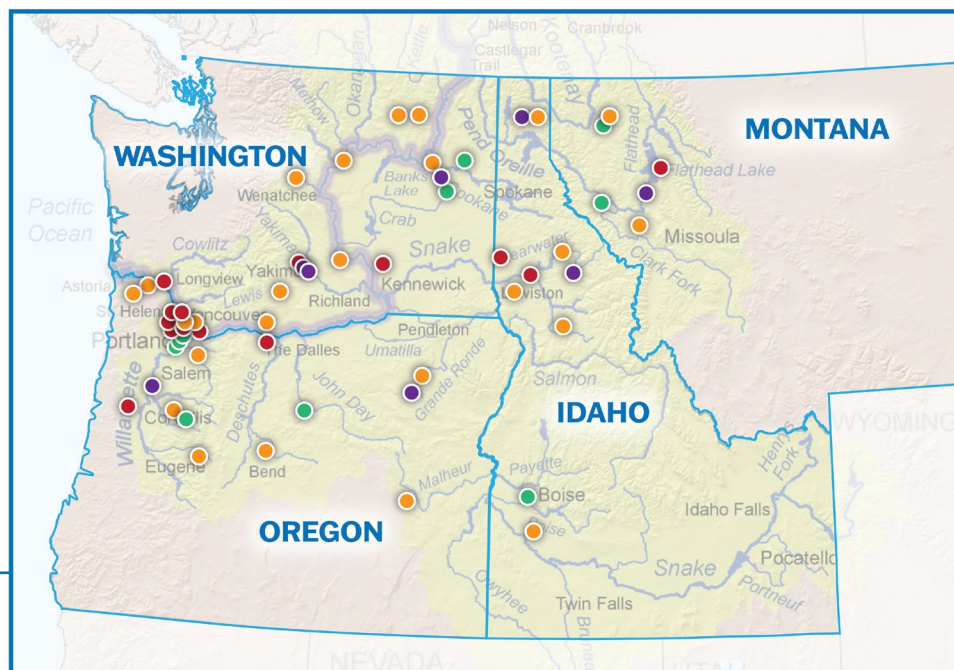 Nelson
Cranbrook
Castlegar
Trail
Kettle
Kootenay
Okanagan
Methow
Pend Oreille
Flathead
MONTANA
WASHINGTON
Flathead Lake
Banks
Lake
Spokane
Spokane
Wenatchee
Pacific
Ocean
Crab
Yakima
Missoula
Cowlitz
Snake
Clearwater
Clark Fork
Astoria
Longview
Yakima
Kennewick
Lewiston
Lewis
Richland
St Helens
Vancouver
Pendleton
Portland
The Dalles
Umatilla
Grande Ronde
Salem
John Day
Salmon
Deschutes
Willamette
IDAHO
WYOMING
Corvallis
Henrys
Fork
Eugene
Bend
Malheur
Payette
Boise
Boise
Idaho Falls
OREGON
Snake
Pocatello
Portneuf
Owyhee
Twin Falls
Bruneau
NEVADA
UTAH